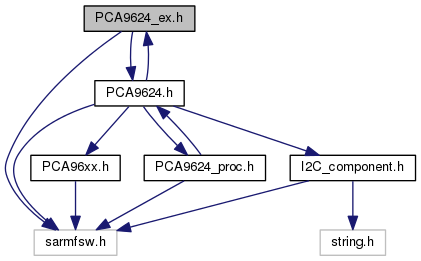 PCA9624_ex.h
PCA9624.h
PCA96xx.h
PCA9624_proc.h
I2C_component.h
sarmfsw.h
string.h